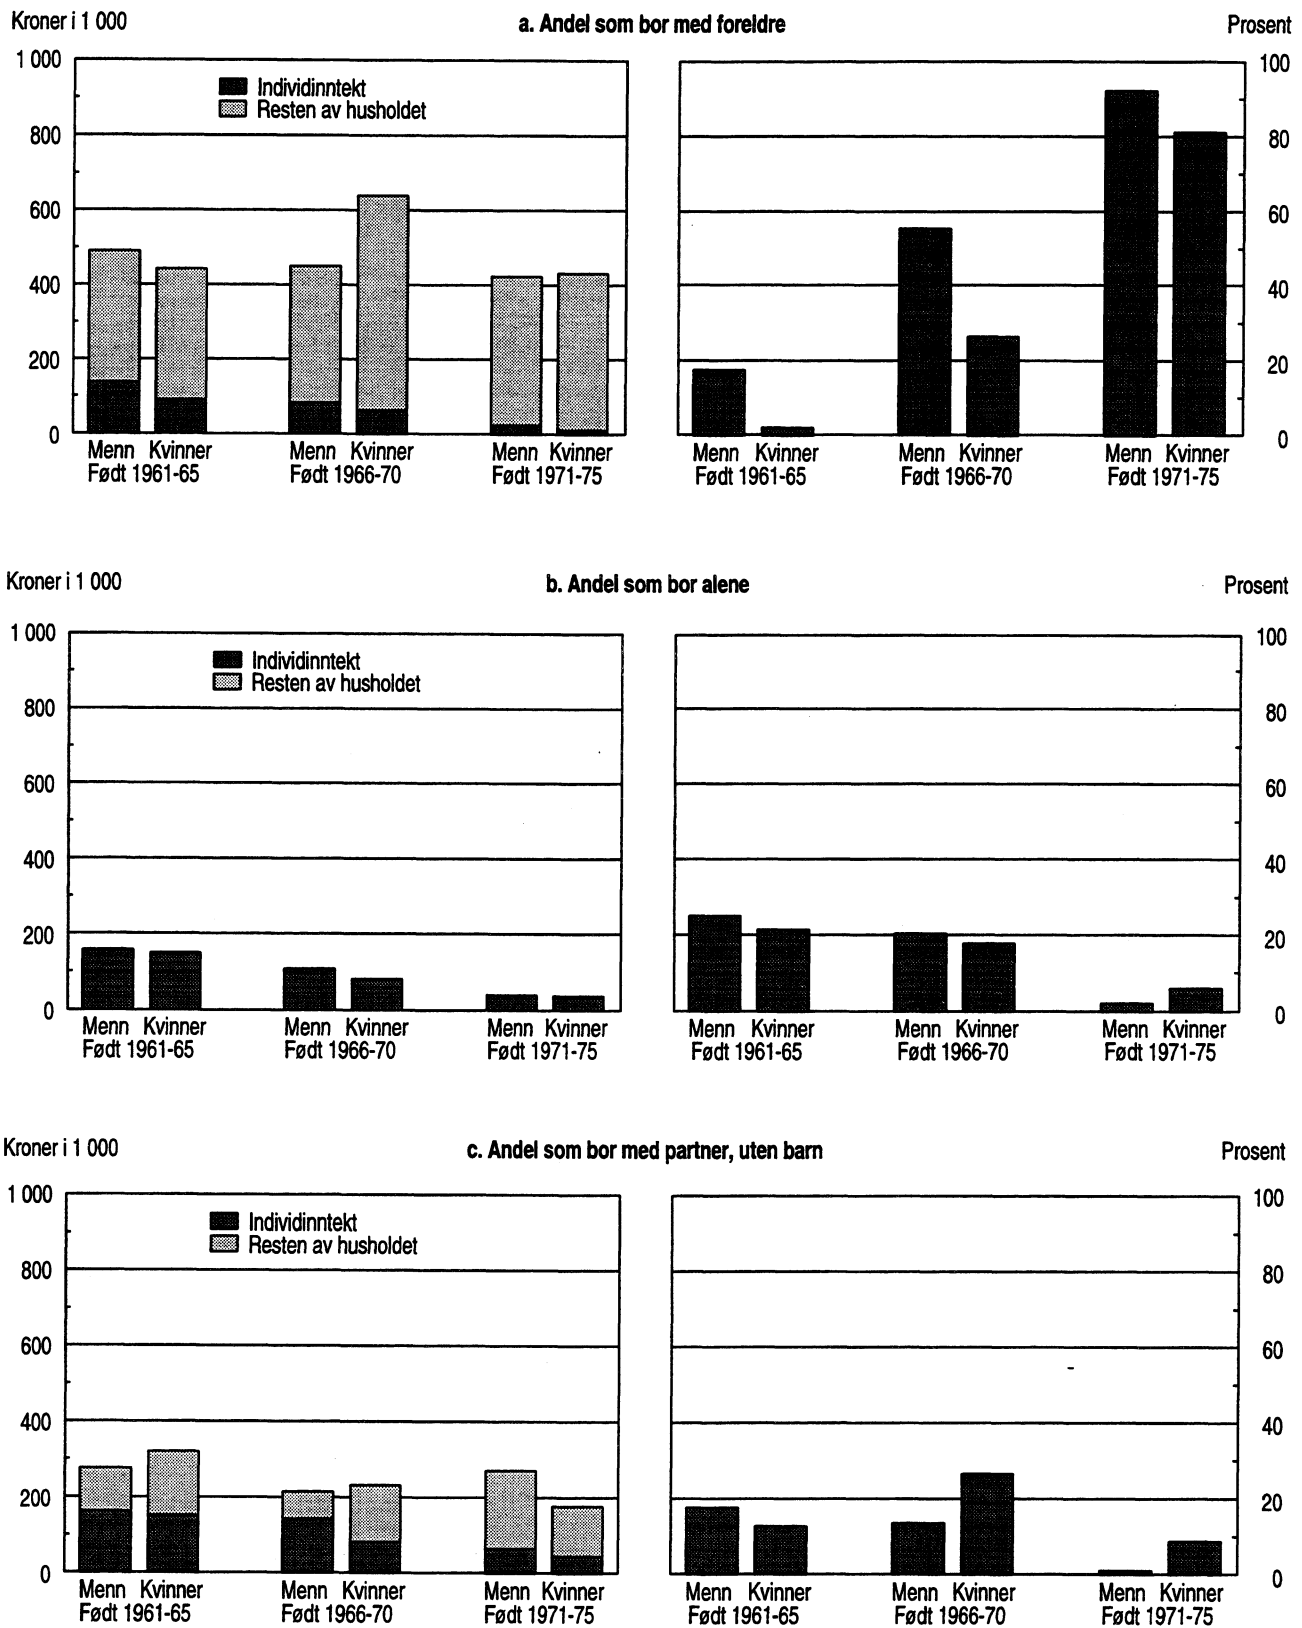 Kroner i 1 000 a. Andel som bor med foreldre Prosent
1 000
800
600
400
200
0
Individinntekt
Resten av husholdet
Menn Kvinner Menn Kvinner Menn Kvinner
Født 1961-65 Født 1966-70 Født 1971-75
100
80
60
40
20
0
Menn Kvinner Menn Kvinner Menn Kvinner
Født 1961-65 Født 1966-70 Født 1971-75
Kroner i 1 000 b. Andel som bor alene Prosent
1 000
800
600
400
200
0
Individinntekt
Resten av husholdet
Menn Kvinner Menn Kvinner Menn Kvinner
Født 1961-65 Født 1966-70 Født 1971-75
100
80
60
40
20
0
Menn Kvinner Menn Kvinner Menn Kvinner
Født 1961-65 Født 1966-70 Født 1971-75
Kroner i 1 000 c. Andel som bor med partner, uten barn Prosent
1 000
800
600
400
200
0
Individinntekt
Resten av husholdet
Menn Kvinner Menn Kvinner Menn Kvinner
Født 1961-65 Født 1966-70 Født 1971-75
100
80
60
40
20
0
Menn Kvinner Menn Kvinner Menn Kvinner
Født 1961-65 Født 1966-70 Født 1971-75